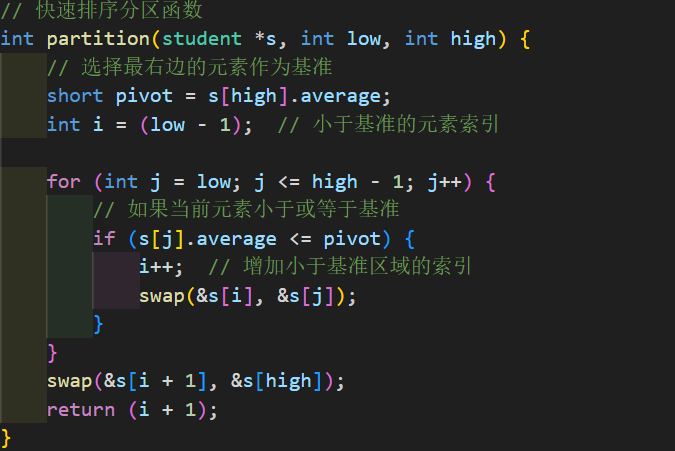 // 快速排序分区函数
int partition(student *s, int low, int high) {
    // 选择最右边的元素作为基准
    short pivot = s[high].average;
    int i = (low - 1);  // 小于基准的元素索引

    for (int j = low; j <= high - 1; j++) {
        // 如果当前元素小于或等于基准
        if (s[j].average <= pivot) {
            i++;  // 增加小于基准区域的索引
            swap(&s[i], &s[j]);
        }
    }
    swap(&s[i + 1], &s[high]);
    return (i + 1);
}